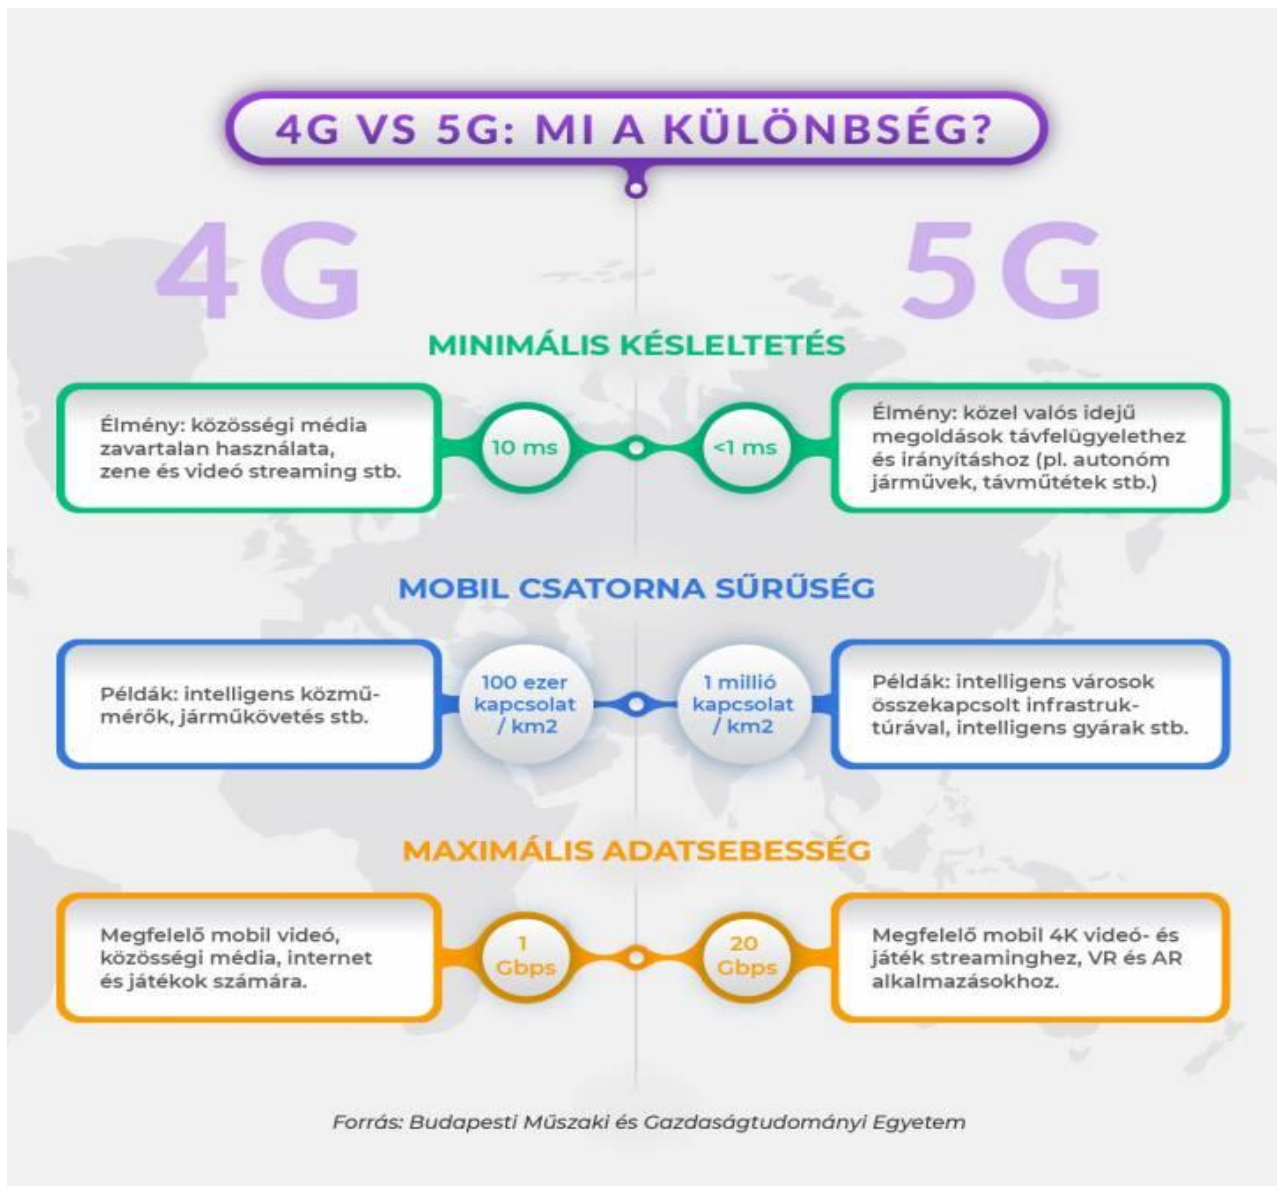 4G VS 5G: MI A KÜLÖNBSÉG?
4G
5G
MINIMÁLIS KÉSLELTETÉS
Élmény: közösségi média
zavartalan használata,
zene és videó streaming stb.
10 ms
<1 ms
Élmény: közel valós idejű
megoldások távfelügyelethez
és irányításhoz (pl. autonóm
járművek, távműtétek stb.)
MOBIL CSATORNA SŰRŰSÉG
Példák: intelligens közmű-
mérők, járműkövetés stb.
100 ezer
kapcsolat
/ km2
1 millió
kapcsolat
/ km2
Példák: intelligens városok
összekapcsolt infrastruk-
túrával, intelligens gyárak stb.
MAXIMÁLIS ADATSEBESSÉG
Megfelelő mobil videó,
közösségi média, internet
és játékok számára.
1
Gbps
20
Gbps
Megfelelő mobil 4K videó- és
játék streaminghez, VR és AR
alkalmazásokhoz.
Forrás: Budapesti Műszaki és Gazdaságtudományi Egyetem